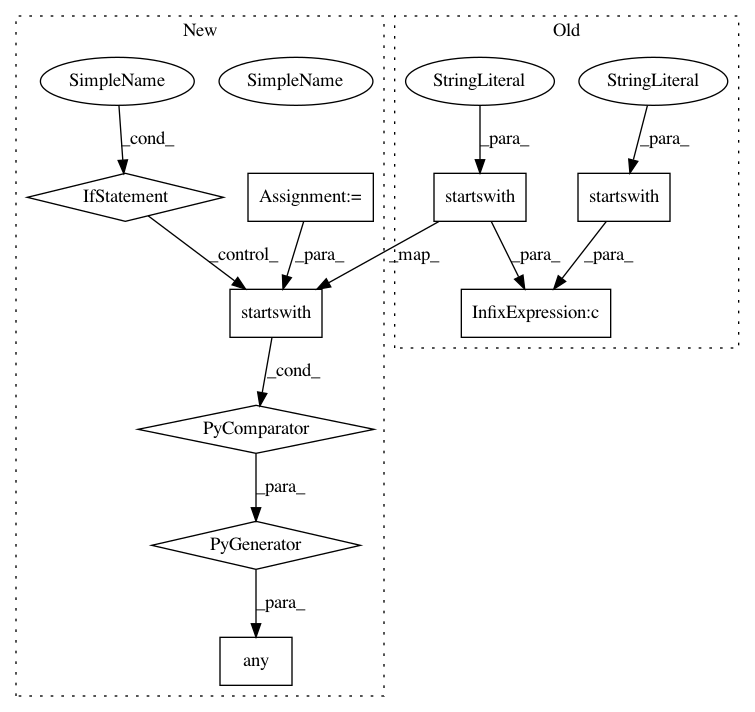 New
Old
SimpleName
SimpleName
StringLiteral
StringLiteral
_cond_
_para_
_para_
IfStatement
Assignment:=
startswith
startswith
_control_
_para_
_map_
_para_
_para_
startswith
InfixExpression:c
_cond_
PyComparator
_para_
PyGenerator
_para_
any